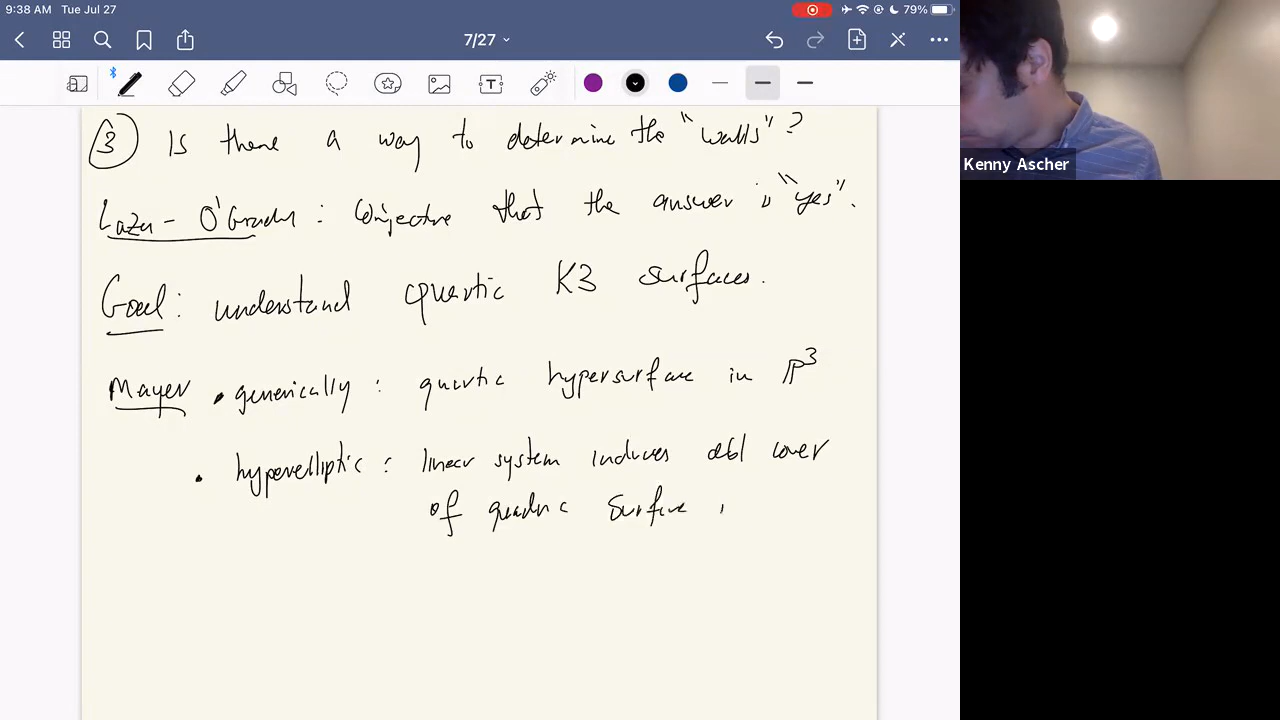 9:38 AM Tue Jul 27
79%
7/27
T
Kenny Ascher
③ Is there a way to determine the "walls"?
Laza - O'Grady : Conjecture that the answer is "yes".
Goal : understand quartic K3 surfaces.
Mayer • generically : quartic hypersurface in P³
• hyperelliptic : linear system induces dbl cover
of quadric surface